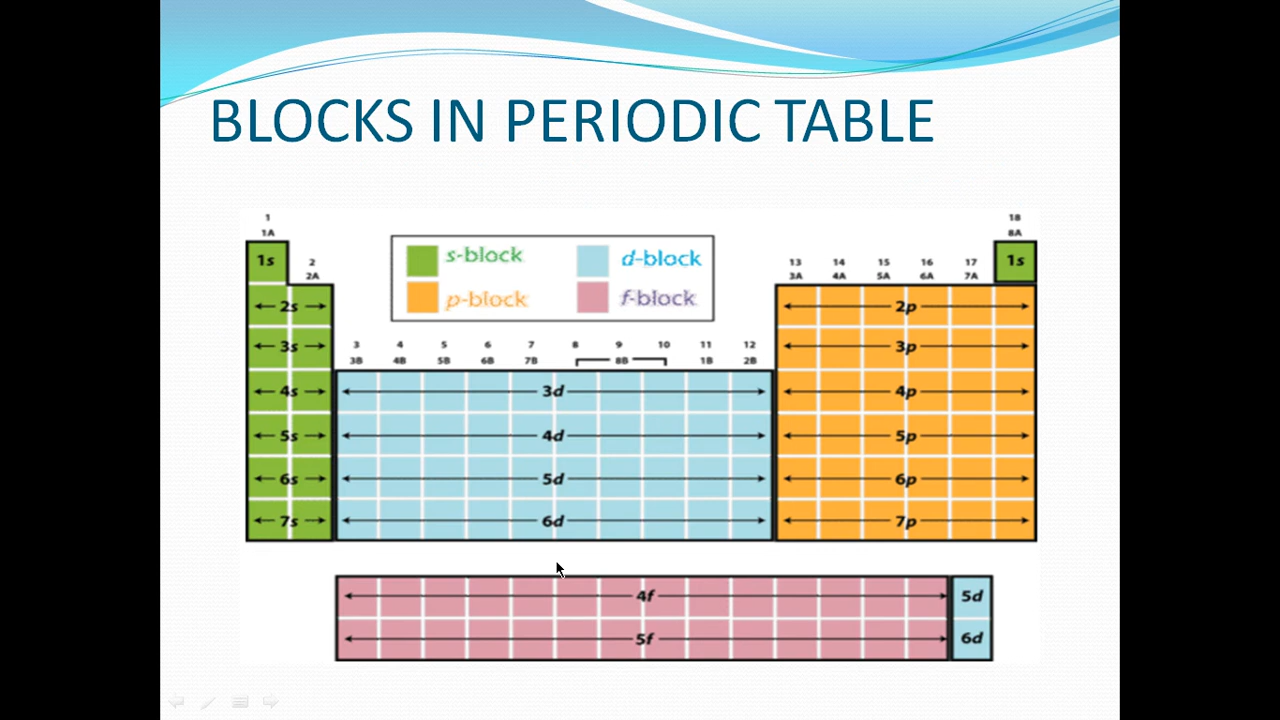 BLOCKS IN PERIODIC TABLE
1 18
1A 8A
1s s-block d-block 1s
2 13 14 15 16 17
2A 3A 4A 5A 6A 7A
p-block f-block
2s 2p
3 4 5 6 7 8 9 10 11 12
3s 3p
3B 4B 5B 6B 7B 8B 1B 2B
4s 3d 4p
5s 4d 5p
6s 5d 6p
7s 6d 7p
4f 5d
5f 6d